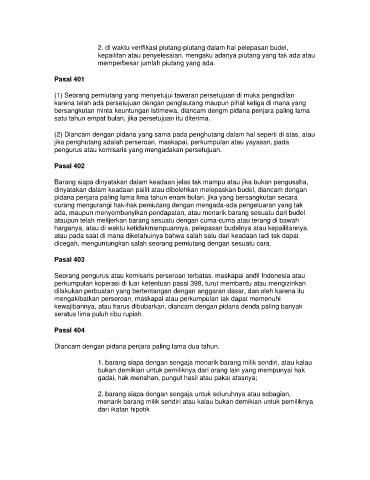 2. di waktu verifikasi piutang-piutang dalam hal pelepasan budel,
kepailitan atau penyelesaian, mengaku adanya piutang yang tak ada atau
memperbesar jumlah piutang yang ada.
Pasal 401
(1) Seorang pemiutang yang menyetujui tawaran persetujuan di muka pengadilan
karena telah ada persetujuan dengan penglautang maupun pihal ketiga di mana yang
bersangkutan minta keuntungan istimewa, diancam dengm pidana penjara paling lama
satu tahun empat bulan, jika persetujuan itu diterima.
(2) Diancam dengan pidana yang sama pada penghutang dalam hal seperti di atas, atau
jika penghutang adalah perseroan, maskapai, perkumpulan atau yayasan, pada
pengurus atau komisaris yang mengadakan persetujuan.
Pasal 402
Barang siapa dinyatakan dalam keadaan jelas tak mampu atau jika bukan pengusaha,
dinyatakan dalam keadaan pailit atau dibolehkan melepaskan budel, diancam dengan
pidana penjara paling lama lima tahun enam bulan. jika yang bersangkutan secara
curang mengurangi hak-hak pemiutang dengan mengada-ada pengeluaran yang tak
ada, maupun menyembunyikan pendapatan, atau menarik barang sesuatu dari budel
ataupun telah melijerkan barang sesuatu dengan cuma-cuma atau terang di bawah
harganya, atau di waktu ketidakmampuannya, pelepasan budelnya atau kepailitannya.
atau pada saat di mana diketahuinya bahwa salah satu dari keadaan tadi tak dapat
dicegah, menguntungkan salah seorang pemiutang dengan sesuatu cara.
Pasal 403
Seorang pengurus atau komisaris perseroan terbatas. maskapai andil Indonesia atau
perkumpulan koperasi di luar ketentuan pasal 398, turut membantu atau mengizinkan
dilakukan perbuatan yang bertentangan dengan anggaran dasar, dan oleh karena itu
mengakibatkan perseroan, maskapai atau perkumpulan tak dapat memenuhi
kewajibannya, atau harus dibubarkan, diancam dengan pidana denda paling banyak
seratus lima puluh ribu rupiah.
Pasal 404
Diancam dengan pidana penjara paling lama dua tahun.
1. barang siapa dengan sengaja menarik barang milik sendiri, atau kalau
bukan demikian untuk pemiliknya dari orang lain yang mempunyai hak
gadai, hak menahan, pungut hasil atau pakai atasnya;
2. barang siapa dengan sengaja untuk seluruhnya atau sebagian,
menarik barang milik sendiri atau kalau bukan demikian untuk pemiliknya
dari ikatan hipotik